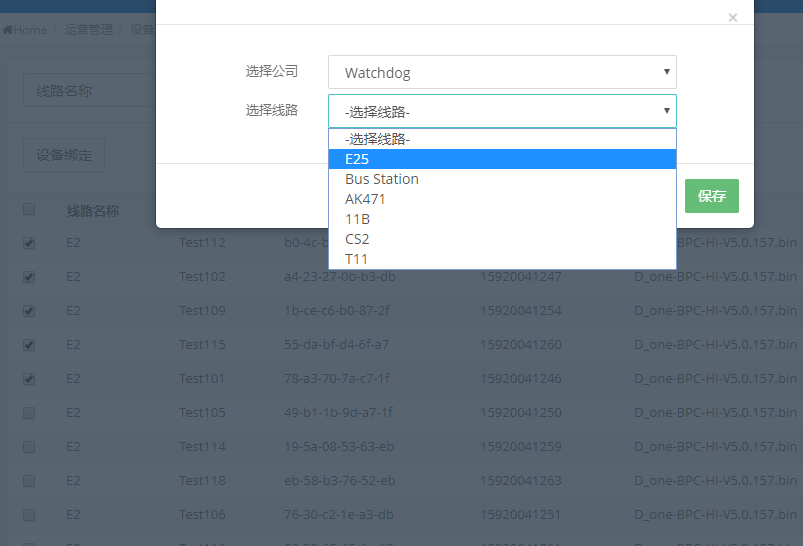 ×
Home / 运营管理 / 设备
选择公司 Watchdog
线路名称
选择线路 -选择线路-
-选择线路-
设备绑定
E25
Bus Station
AK471
保存
线路名称
11B
CS2
E2 Test112 b0-4c-b D_one-BPC-HI-V5.0.157.bin
T11
E2 Test102 a4-23-27-0b-b3-db 15920041247 D_one-BPC-HI-V5.0.157.bin
E2 Test109 1b-ce-c6-b0-87-2f 15920041254 D_one-BPC-HI-V5.0.157.bin
E2 Test115 55-da-bf-d4-6f-a7 15920041260 D_one-BPC-HI-V5.0.157.bin
E2 Test101 78-a3-70-7a-c7-1f 15920041246 D_one-BPC-HI-V5.0.157.bin
E2 Test105 49-b1-1b-9d-a7-1f 15920041250 D_one-BPC-HI-V5.0.157.bin
E2 Test114 19-5a-08-53-63-eb 15920041259 D_one-BPC-HI-V5.0.157.bin
E2 Test118 eb-58-b3-76-52-eb 15920041263 D_one-BPC-HI-V5.0.157.bin
E2 Test106 76-30-c2-1e-a3-db 15920041251 D_one-BPC-HI-V5.0.157.bin